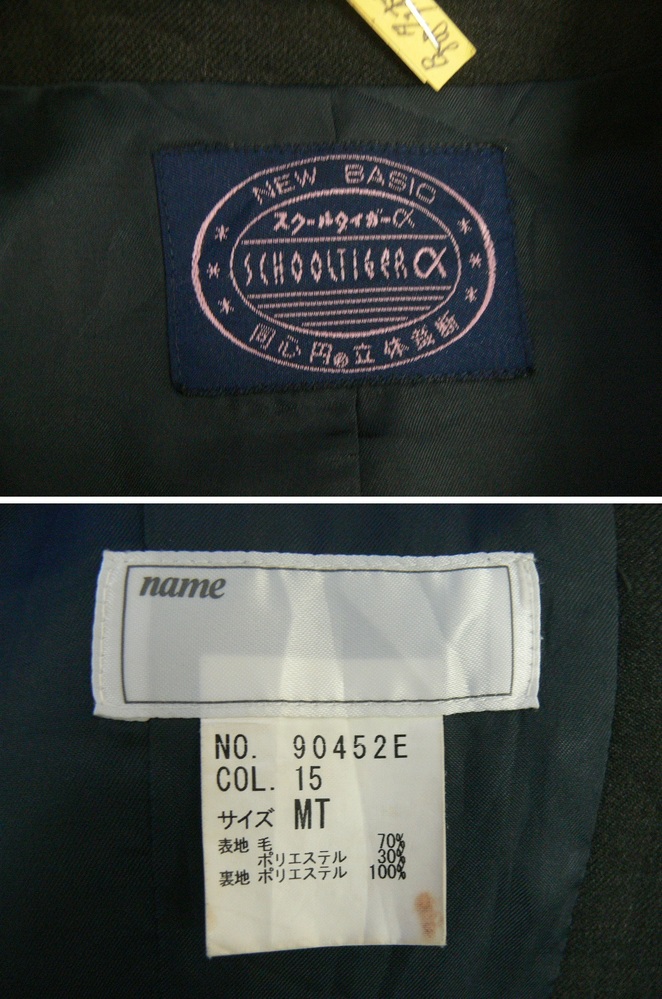 NEW BASIC
スクールタイガーα
SCHOOLTIGER α
同心円®立体裁断
name
NO. 90452E
COL. 15
サイズ MT
表地 毛 70%
ポリエステル 30%
裏地 ポリエステル 100%